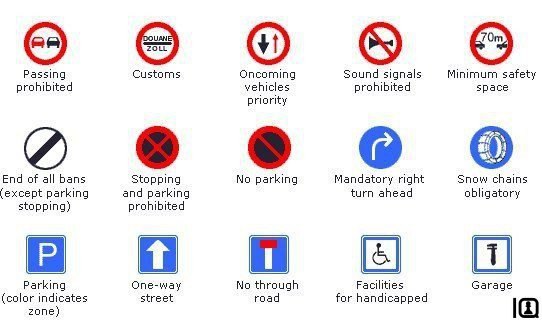 70m
DOUANE
ZOLL
Passing
prohibited
Customs
Oncoming
vehicles
priority
Sound signals
prohibited
Minimum safety
space
End of all bans
(except parking
stopping)
Stopping
and parking
prohibited
No parking
Mandatory right
turn ahead
Snow chains
obligatory
P
Parking
(color indicates
zone)
One-way
street
No through
road
Facilities
for handicapped
Garage